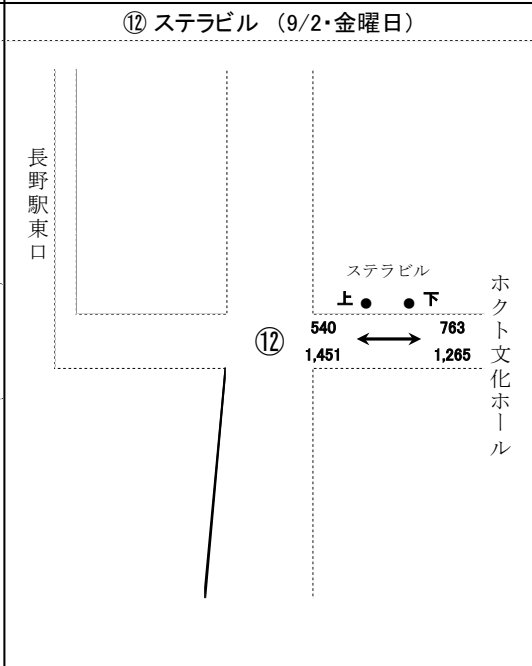 ⑫ ステラビル (9/2・金曜日)
長野駅東口
ステラビル
上 ● ● 下
⑫
540 763
1,451 1,265
ホクト文化ホール